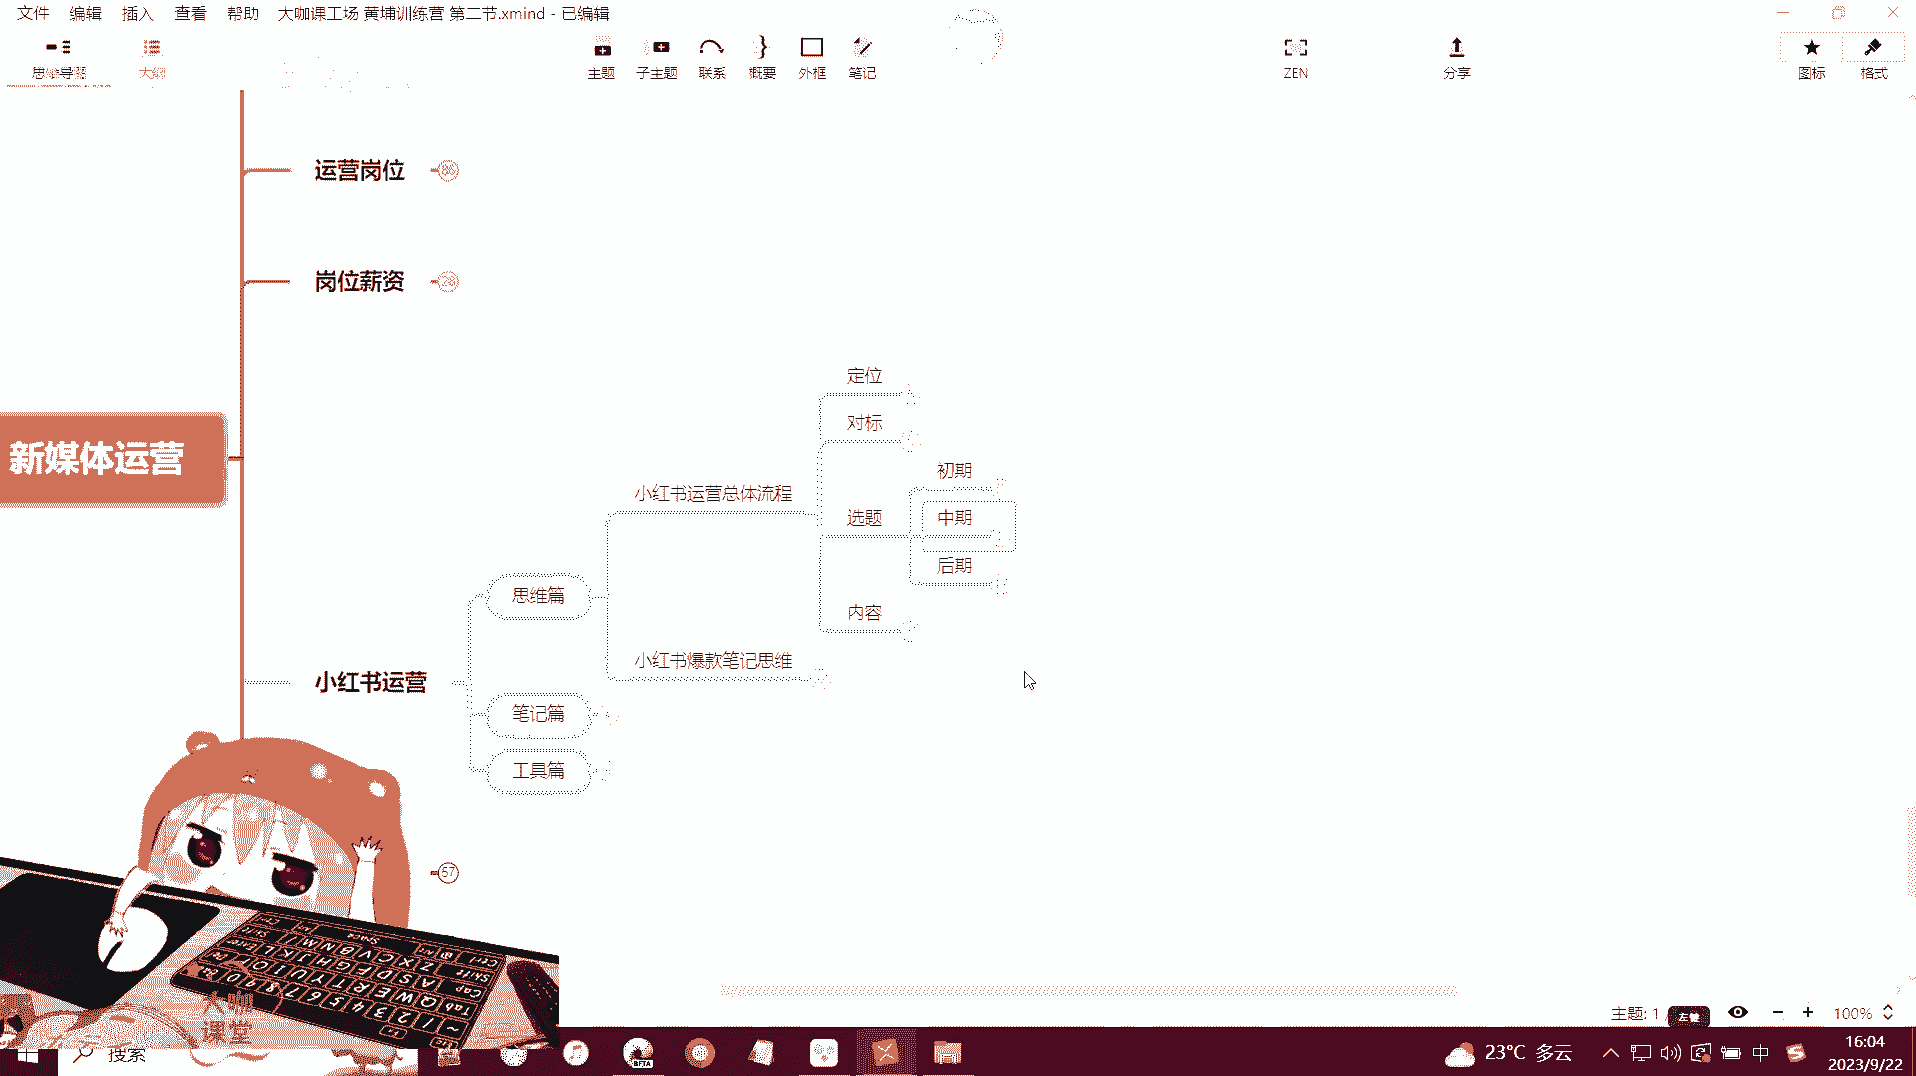 文件 编辑 插入 查看 帮助 大咖课工场 黄埔训练营 第二节.xmind - 已编辑
思维导图 大纲 主题 子主题 联系 概要 外框 笔记 ZEN 分享 图标 格式
运营岗位
岗位薪资 28
定位
对标
初期
小红书运营总体流程
选题 中期
后期
思维篇
内容
小红书爆款笔记思维
新媒体运营
小红书运营
笔记篇
工具篇
57
大咖
课堂
主题: 1
100%
搜索
BETA
23°C 多云
中
16:04
2023/9/22